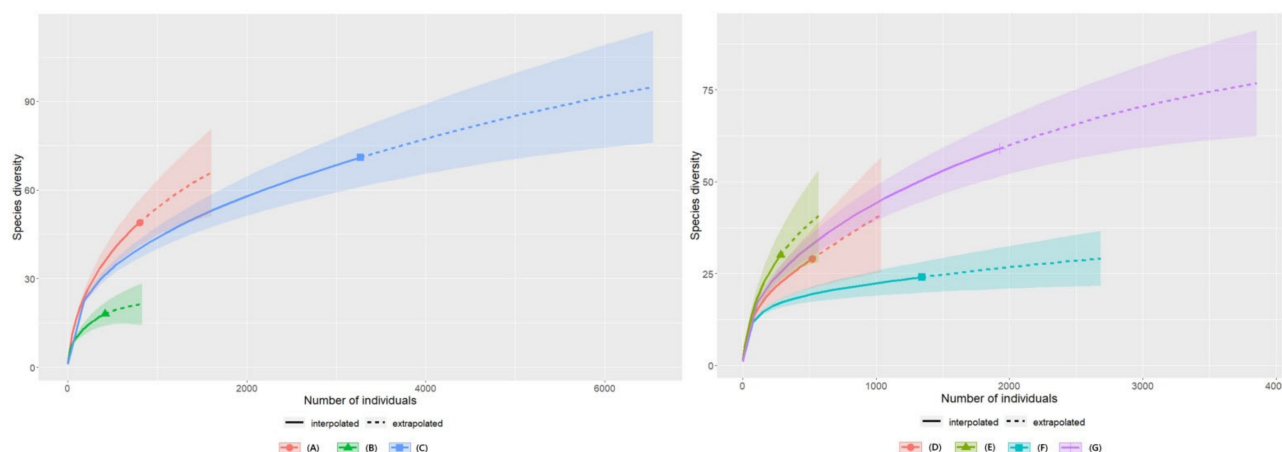 Species diversity
90
60
30
0
0 2000 4000 6000
Number of individuals
interpolated extrapolated
(A) (B) (C)
Species diversity
75
50
25
0
0 1000 2000 3000 400
Number of individuals
interpolated extrapolated
(D) (E) (F) (G)